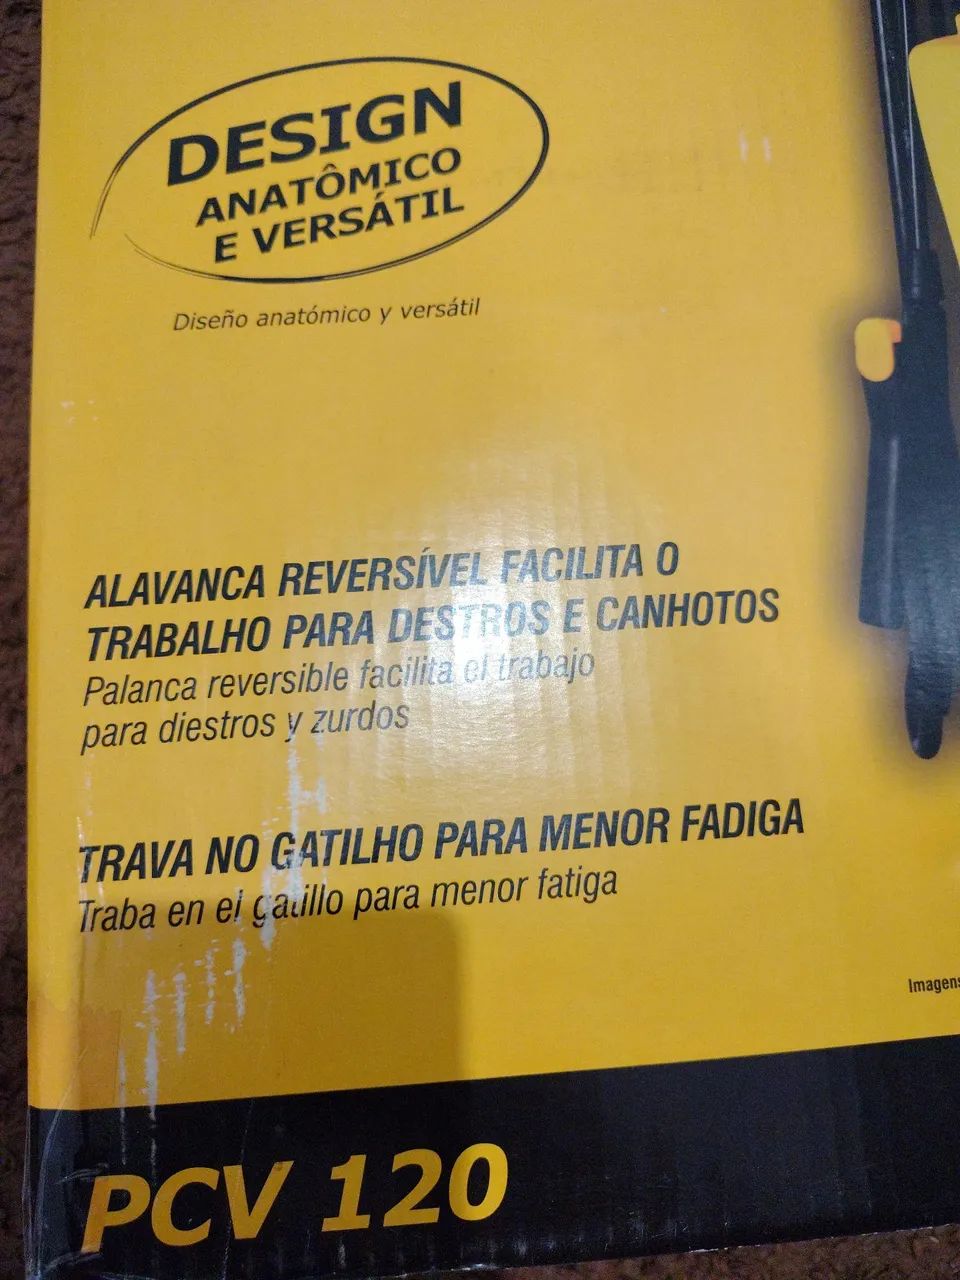 DESIGN
ANATÔMICO
E VERSÁTIL
Diseño anatómico y versátil
ALAVANCA REVERSÍVEL FACILITA O
TRABALHO PARA DESTROS E CANHOTOS
Palanca reversible facilita el trabajo
para diestros y zurdos
TRAVA NO GATILHO PARA MENOR FADIGA
Traba en el gatillo para menor fatiga
Imagens
PCV 120